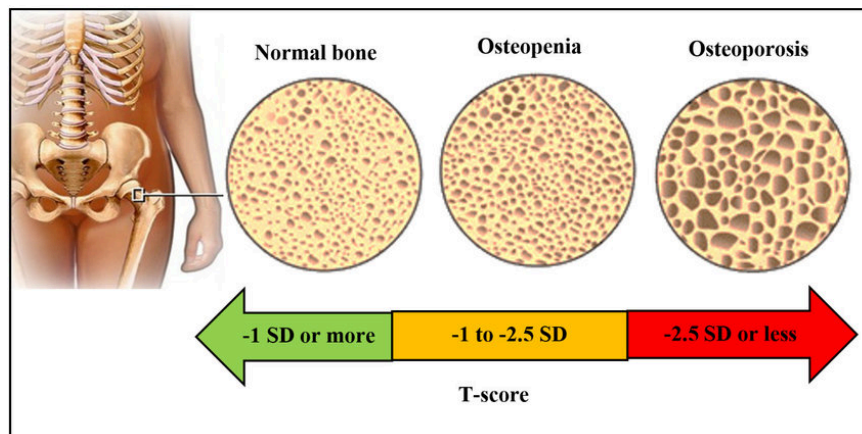 Normal bone
Osteopenia
Osteoporosis
-1 SD or more
-1 to -2.5 SD
-2.5 SD or less
T-score